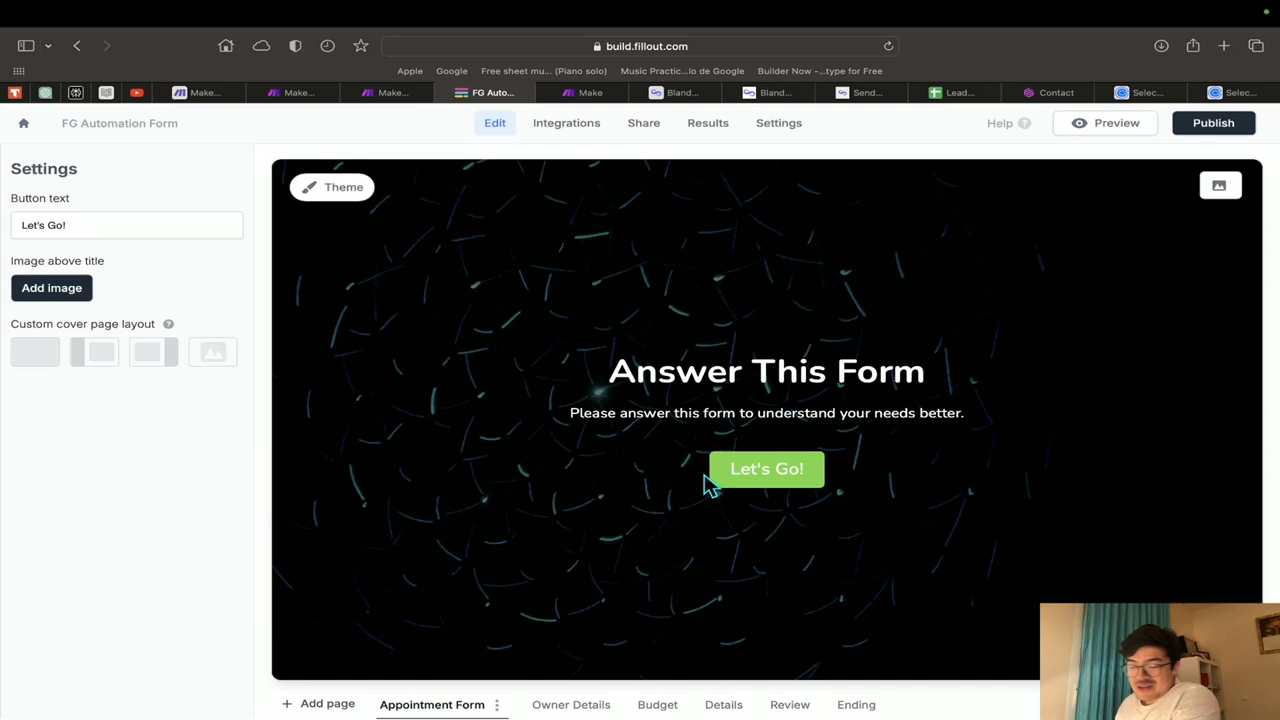 build.fillout.com
Apple Google Free sheet mu... (Piano solo) Music Practic...lo de Google Builder Now -...type for Free
Make... Make... Make... FG Auto... Make Bland... Bland... Send... Lead... Contact Selec... Selec...
FG Automation Form Edit Integrations Share Results Settings Help ? Preview Publish
Settings
Button text
Let's Go!
Image above title
Add image
Custom cover page layout ?
Theme
Answer This Form
Please answer this form to understand your needs better.
Let's Go!
+ Add page Appointment Form Owner Details Budget Details Review Ending